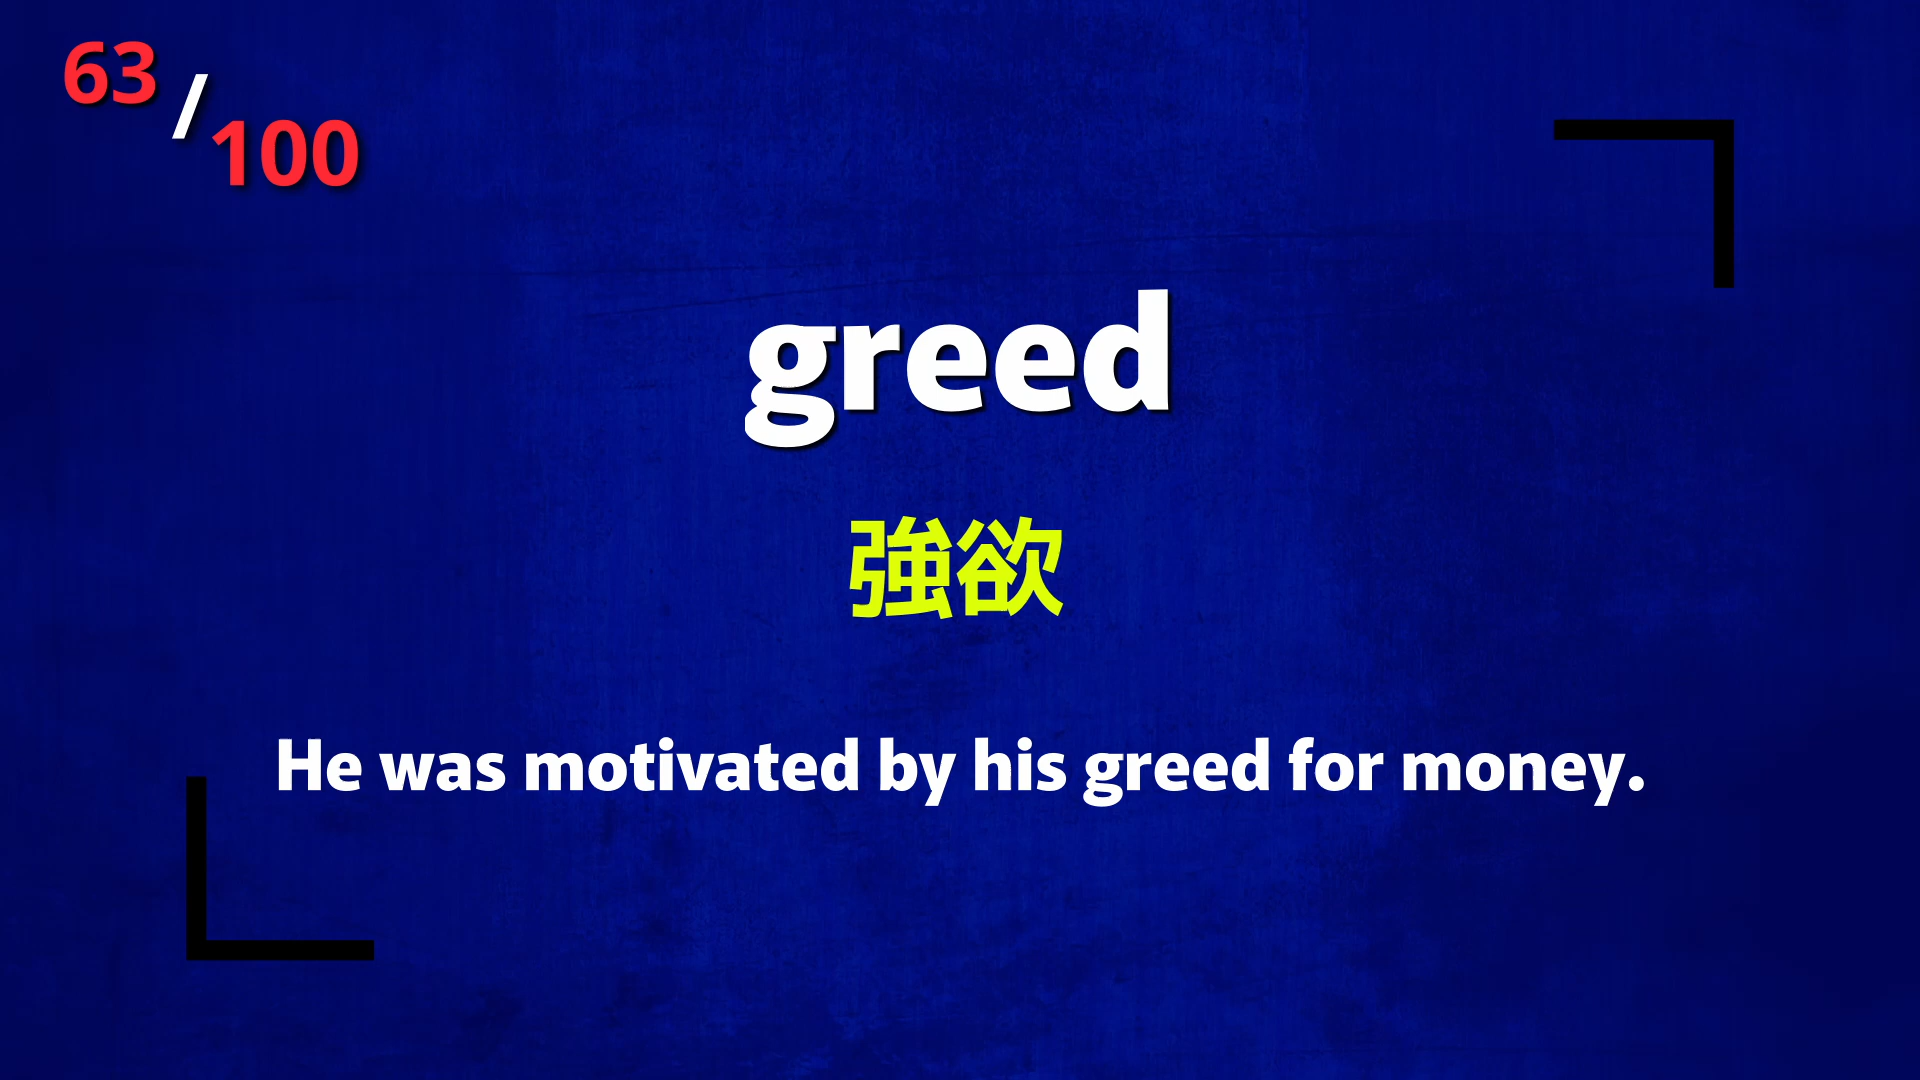 63/100
greed
強欲
He was motivated by his greed for money.